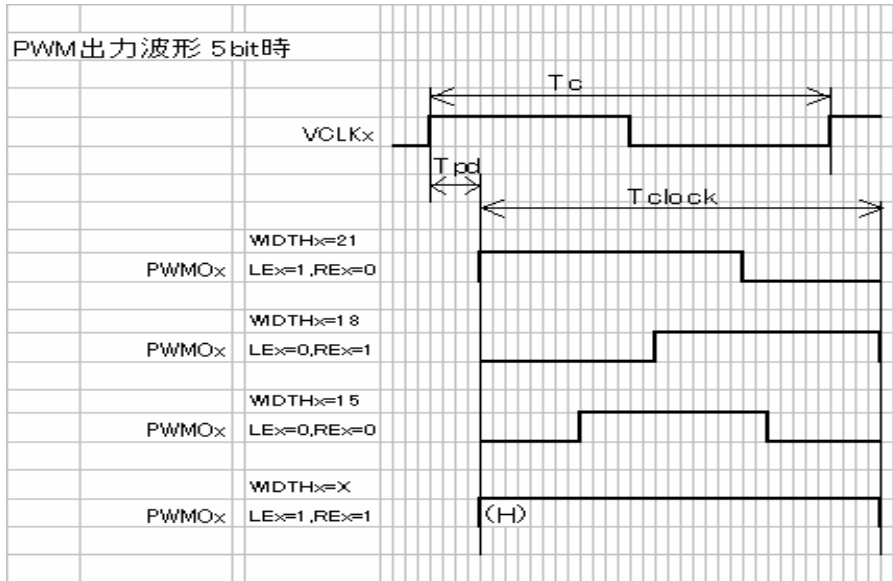 PWM出力波形 5bit時
Tc
VCLKx
Tpd
Tclock
WIDTHx=21
PWMOx LEx=1,REx=0
WIDTHx=18
PWMOx LEx=0,REx=1
WIDTHx=15
PWMOx LEx=0,REx=0
WIDTHx=X
PWMOx LEx=1,REx=1 (H)